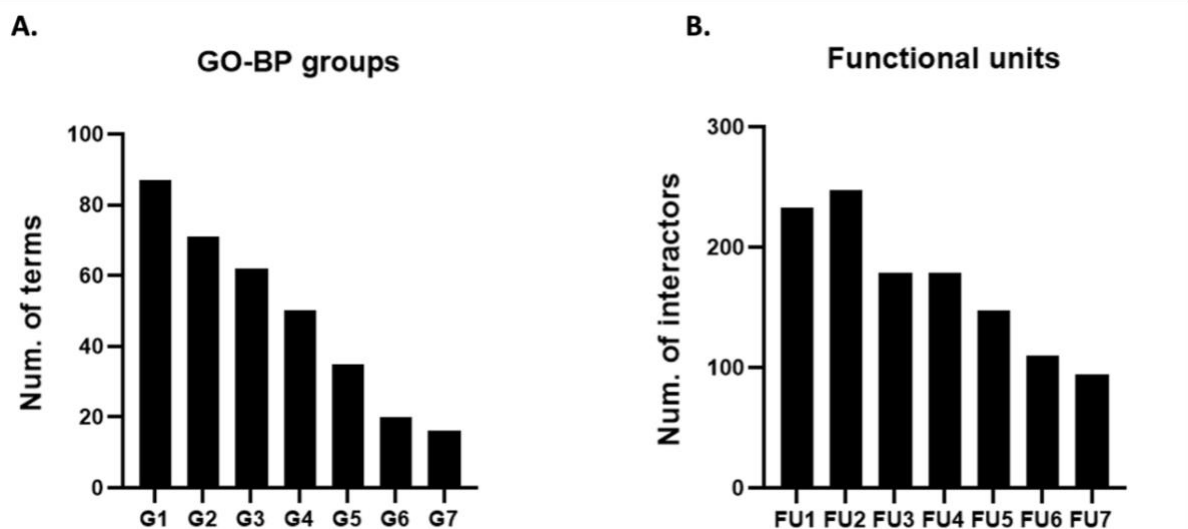 A.
GO-BP groups
Num. of terms
100
80
60
40
20
0
G1 G2 G3 G4 G5 G6 G7
B.
Functional units
Num. of interactors
300
200
100
0
FU1 FU2 FU3 FU4 FU5 FU6 FU7